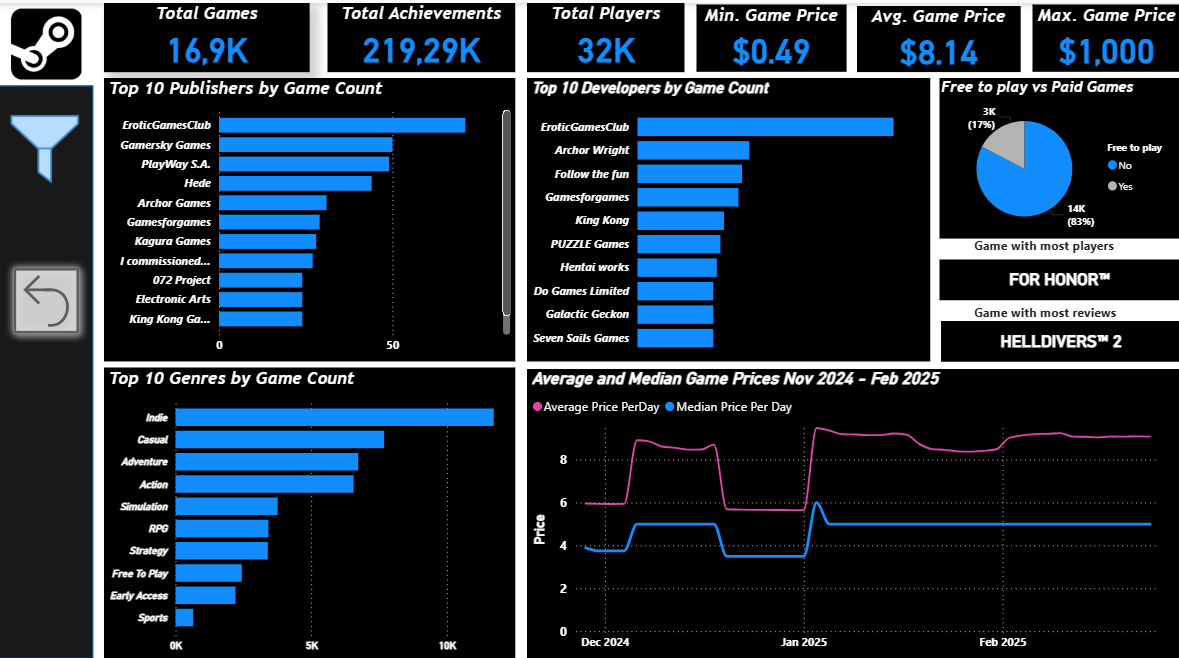 Total Games
16,9K
Total Achievements
219,29K
Total Players
32K
Min. Game Price
$0.49
Avg. Game Price
$8.14
Max. Game Price
$1,000
Top 10 Publishers by Game Count
EroticGamesClub
Gamersky Games
PlayWay S.A.
Hede
Archor Games
Gamesforgames
Kagura Games
I commissioned...
072 Project
Electronic Arts
King Kong Ga...
0 50
Top 10 Developers by Game Count
EroticGamesClub
Archor Wright
Follow the fun
Gamesforgames
King Kong
PUZZLE Games
Hentai works
Do Games Limited
Galactic Geckon
Seven Sails Games
Free to play vs Paid Games
3K
(17%)
14K
(83%)
Free to play
No
Yes
Game with most players
FOR HONOR™
Game with most reviews
HELLDIVERS™ 2
Top 10 Genres by Game Count
Indie
Casual
Adventure
Action
Simulation
RPG
Strategy
Free To Play
Early Access
Sports
0K 5K 10K
Average and Median Game Prices Nov 2024 - Feb 2025
Average Price PerDay Median Price Per Day
Price
8
6
4
2
0
Dec 2024 Jan 2025 Feb 2025